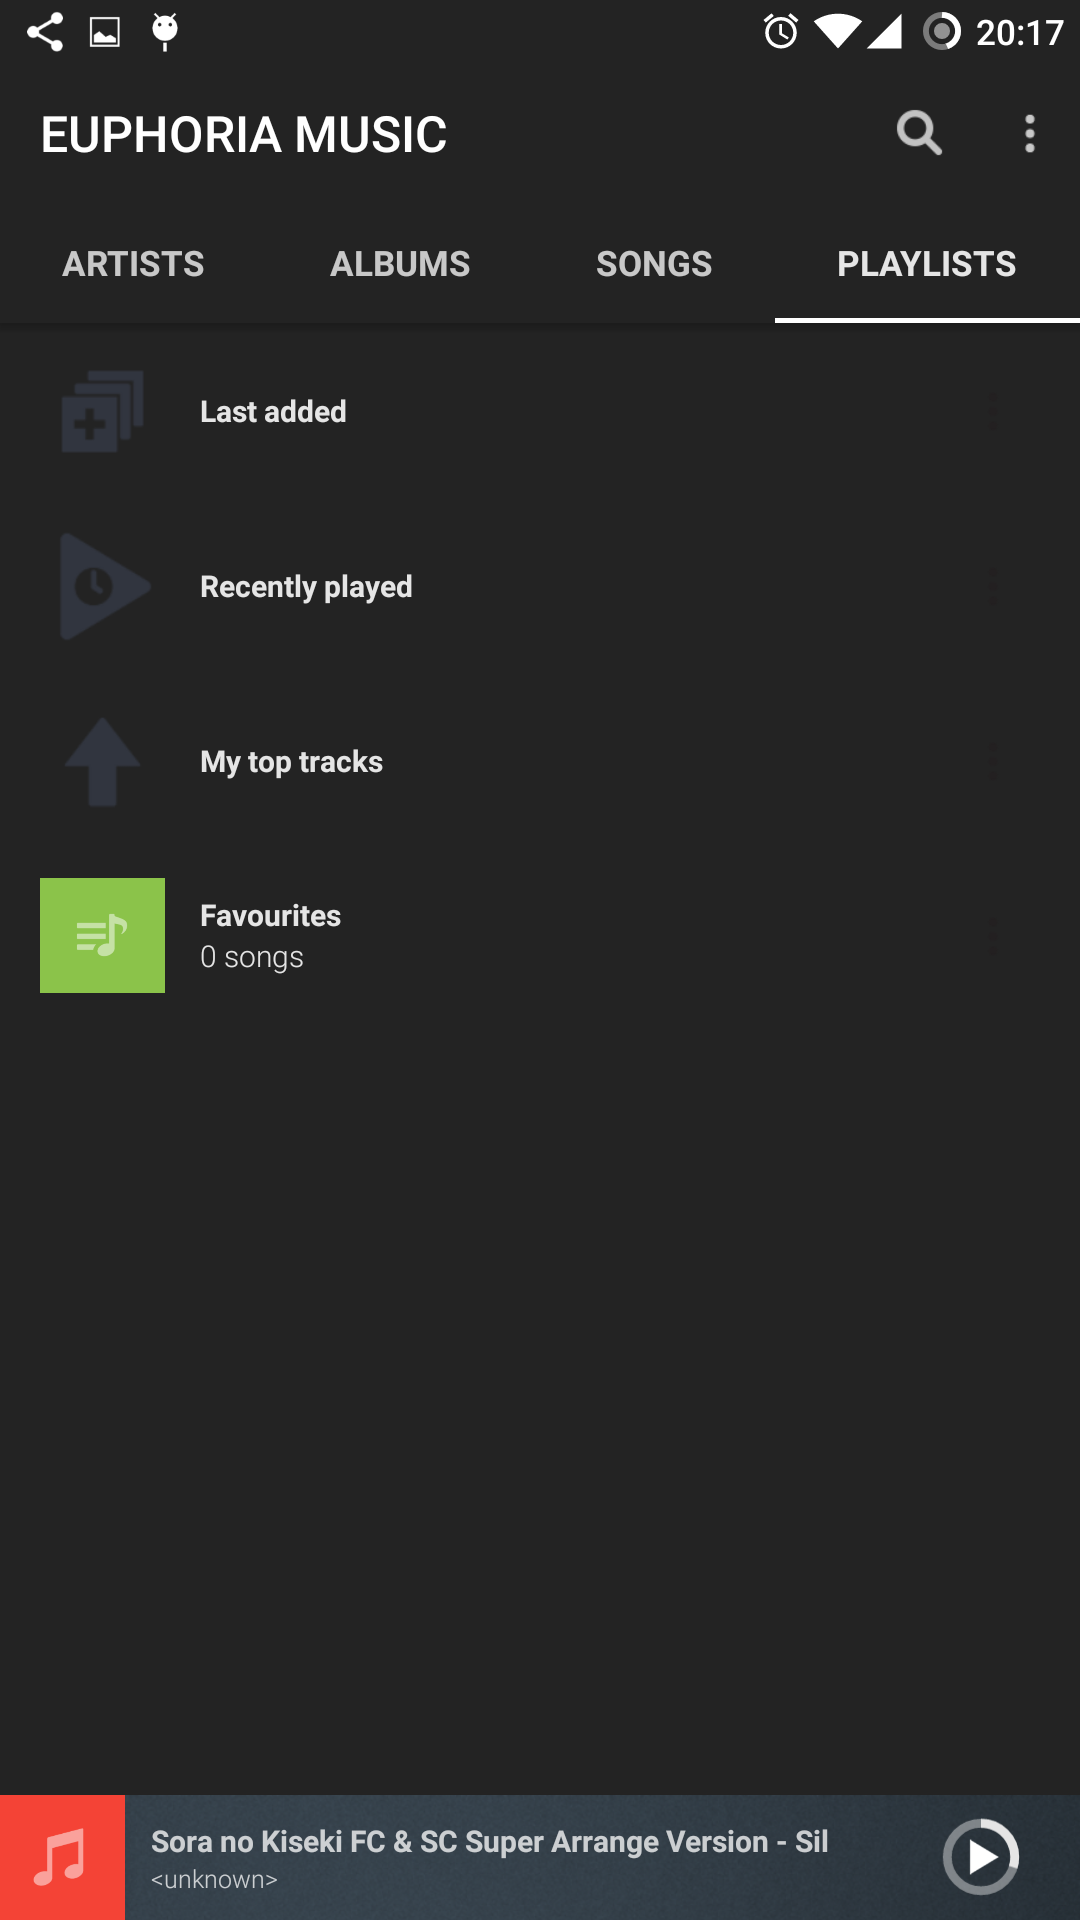 20:17
EUPHORIA MUSIC
ARTISTS ALBUMS SONGS PLAYLISTS
Last added
Recently played
My top tracks
Favourites
0 songs
Sora no Kiseki FC & SC Super Arrange Version - Sil
<unknown>